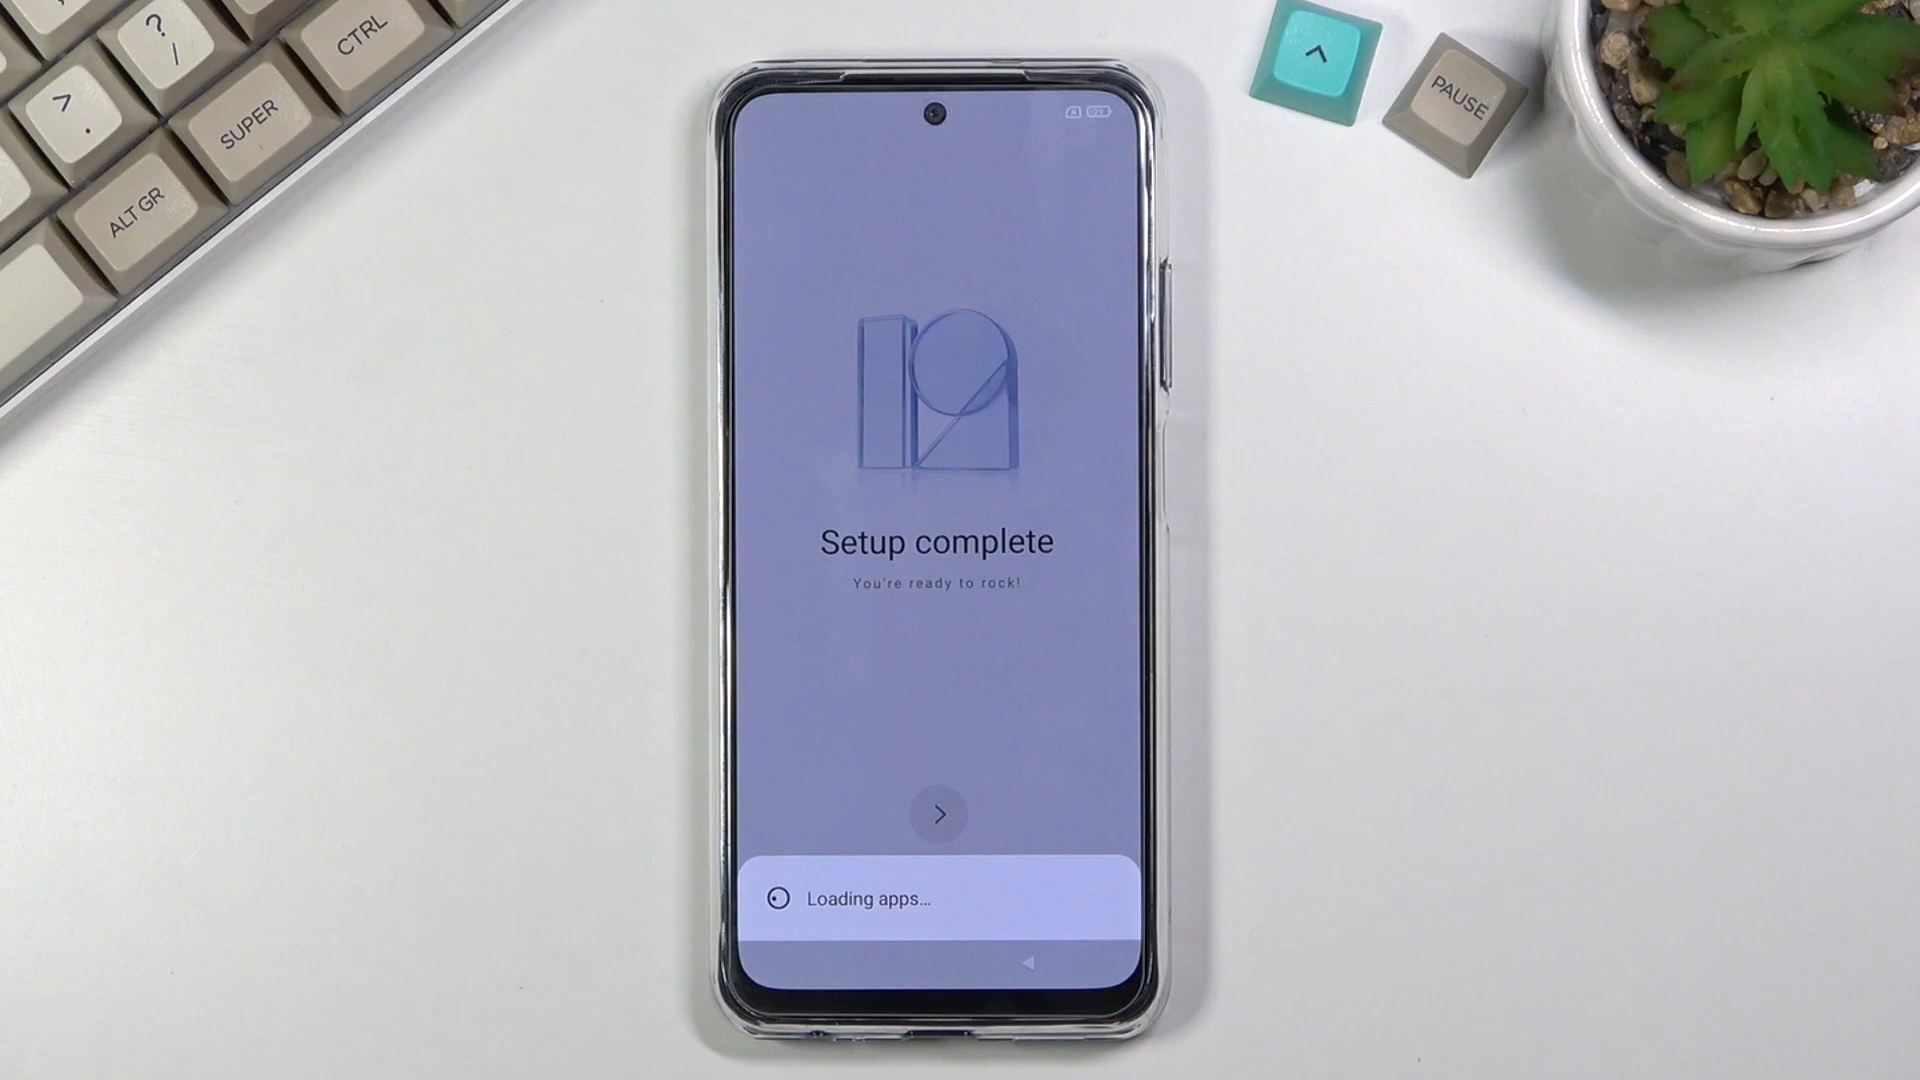 ?
/
CTRL
>
.
SUPER
ALT GR
^
PAUSE
Setup complete
You're ready to rock!
>
Loading apps...